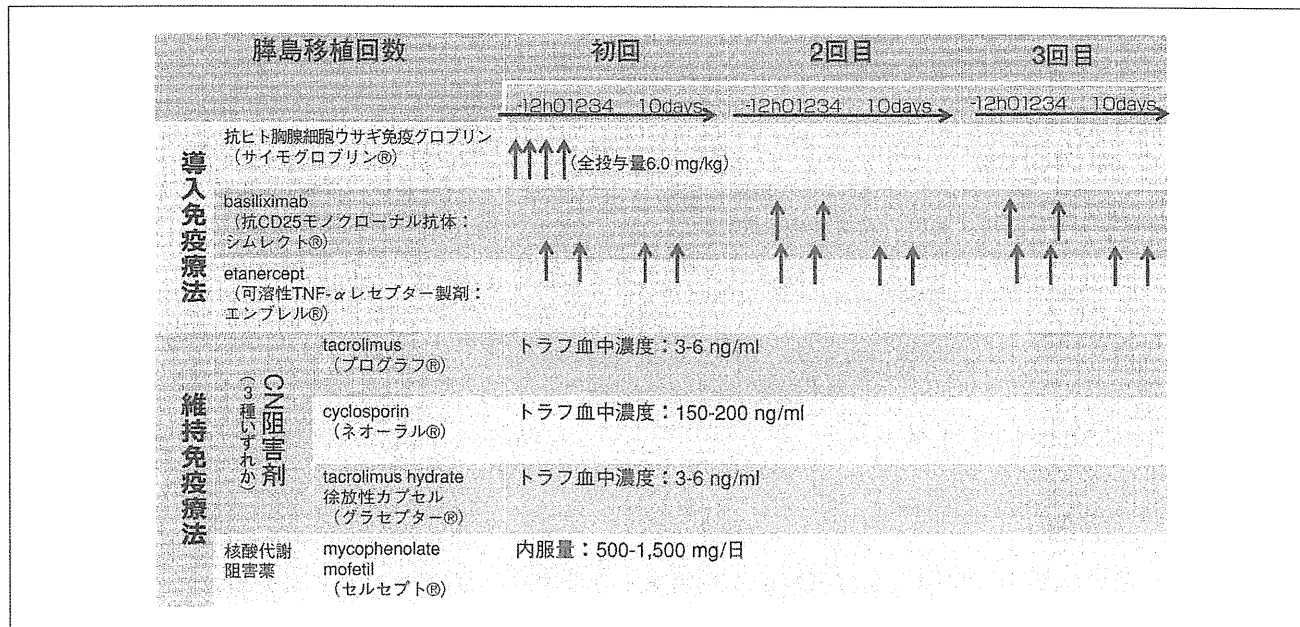 膵島移植回数 初回 2回目 3回目
-12h01234 10days -12h01234 10days -12h01234 10days
導入免疫療法
抗ヒト胸腺細胞ウサギ免疫グロブリン
（サイモグロブリン®）
(全投与量6.0 mg/kg)
basiliximab
（抗CD25モノクローナル抗体：
シムレクト®）
etanercept
（可溶性TNF-αレセプター製剤：
エンブレル®）
維持免疫療法
CN阻害剤
（3種いずれか）
tacrolimus
（プログラフ®）
トラフ血中濃度：3-6 ng/ml
cyclosporin
（ネオーラル®）
トラフ血中濃度：150-200 ng/ml
tacrolimus hydrate
徐放性カプセル
（グラセプター®）
トラフ血中濃度：3-6 ng/ml
核酸代謝
阻害薬
mycophenolate
mofetil
（セルセプト®）
内服量：500-1,500 mg/日